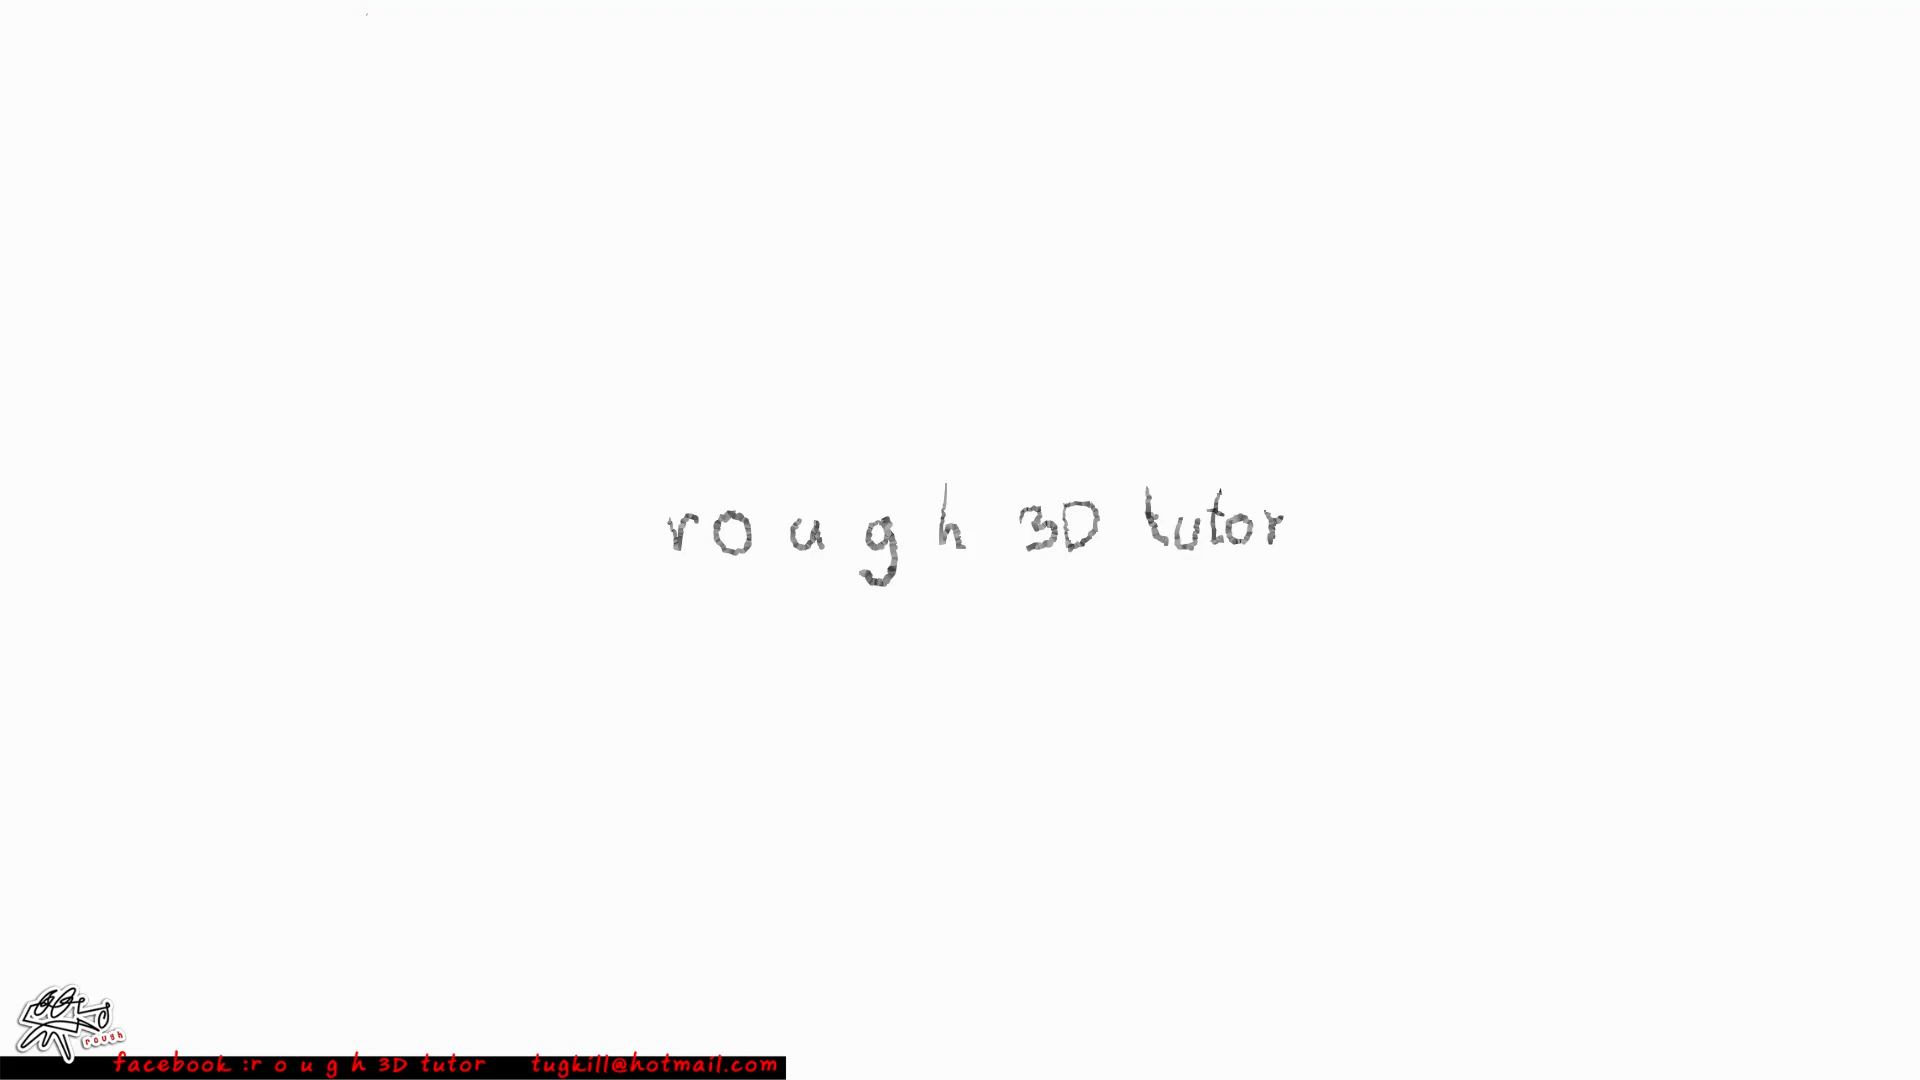 r o u g h 3D tutor
rough
facebook :r o u g h 3D tutor tugkill@hotmail.com